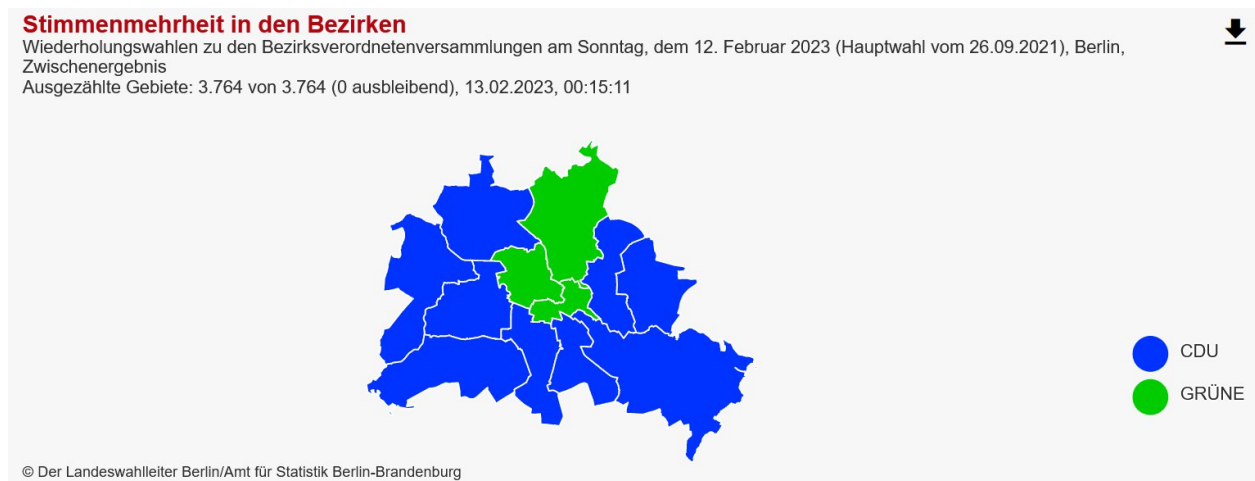 Stimmenmehrheit in den Bezirken
Wiederholungswahlen zu den Bezirksverordnetenversammlungen am Sonntag, dem 12. Februar 2023 (Hauptwahl vom 26.09.2021), Berlin,
Zwischenergebnis
Ausgezählte Gebiete: 3.764 von 3.764 (0 ausbleibend), 13.02.2023, 00:15:11
CDU
GRÜNE
© Der Landeswahlleiter Berlin/Amt für Statistik Berlin-Brandenburg